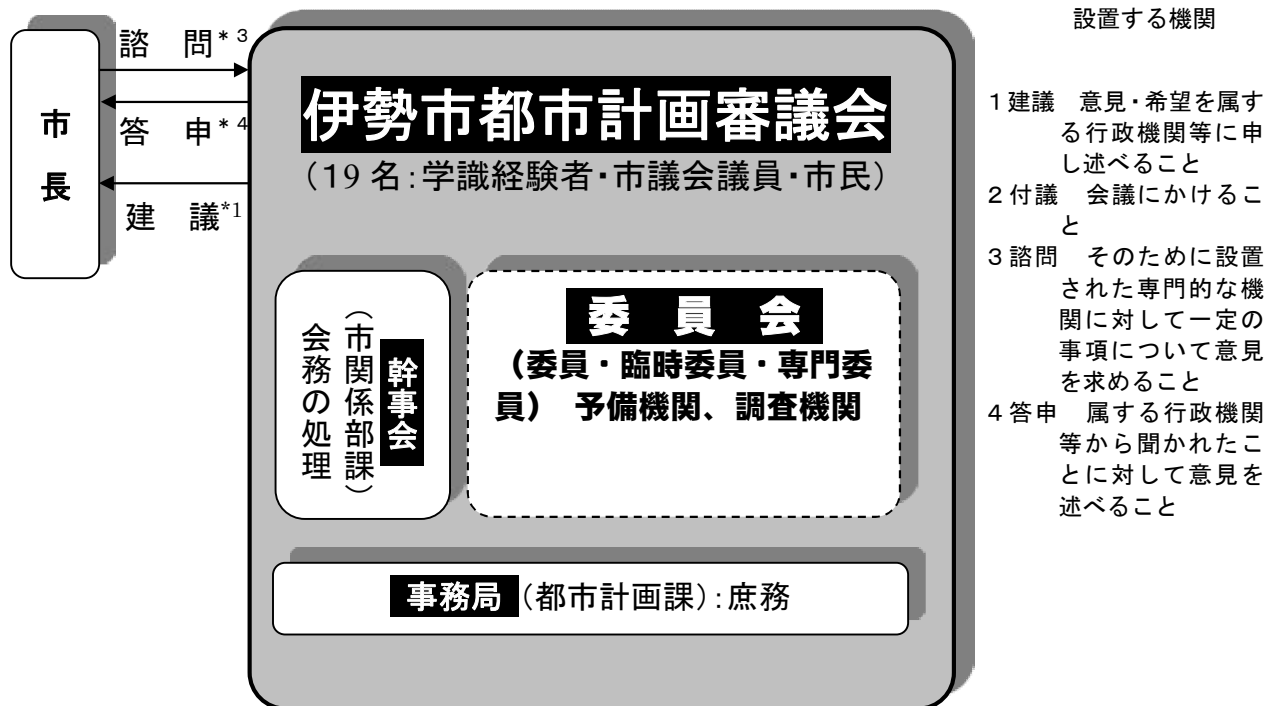 市長
諮　問*3
答　申*4
建　議*1
伊勢市都市計画審議会
（19名：学識経験者・市議会議員・市民）
幹事会
（市関係部課）
会務の処理
委　員　会
（委員・臨時委員・専門委
員）　予備機関、調査機関
事務局（都市計画課）：庶務
設置する機関
1建議　意見・希望を属す
る行政機関等に申
し述べること
2付議　会議にかけるこ
と
3諮問　そのために設置
された専門的な機
関に対して一定の
事項について意見
を求めること
4答申　属する行政機関
等から聞かれたこ
とに対して意見を
述べること